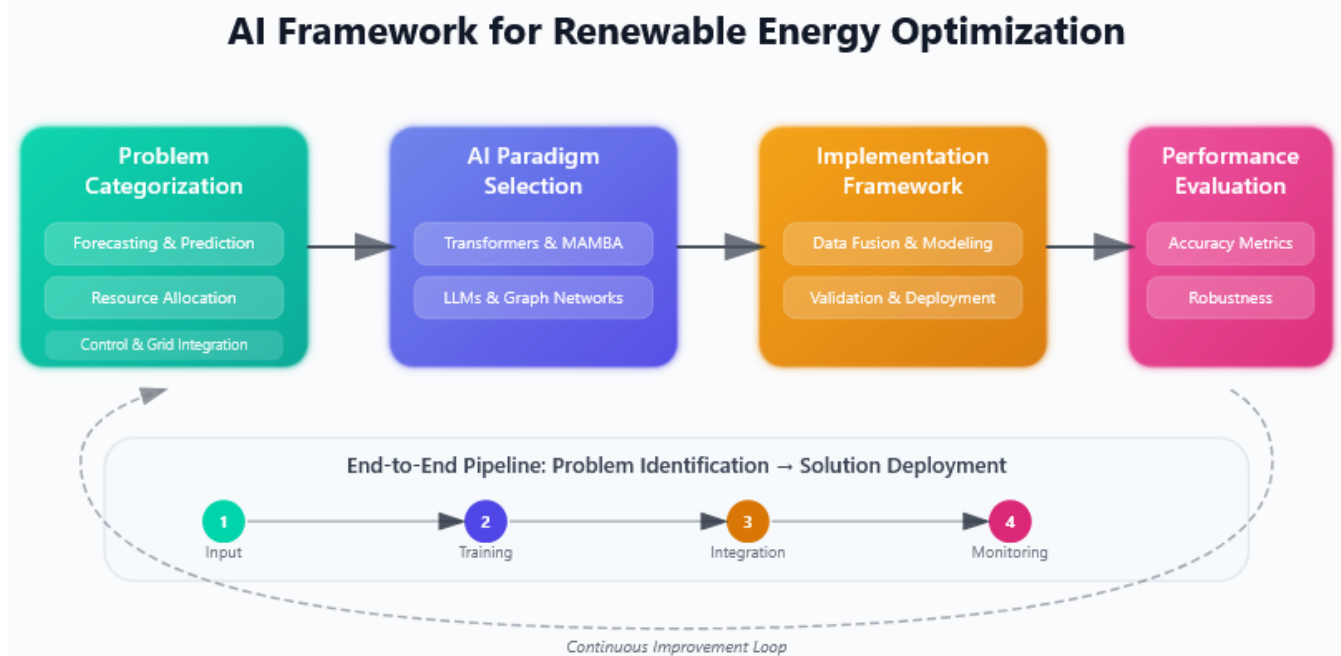 AI Framework for Renewable Energy Optimization
Problem
Categorization
Forecasting & Prediction
Resource Allocation
Control & Grid Integration
AI Paradigm
Selection
Transformers & MAMBA
LLMs & Graph Networks
Implementation
Framework
Data Fusion & Modeling
Validation & Deployment
Performance
Evaluation
Accuracy Metrics
Robustness
End-to-End Pipeline: Problem Identification → Solution Deployment
1
Input
2
Training
3
Integration
4
Monitoring
Continuous Improvement Loop